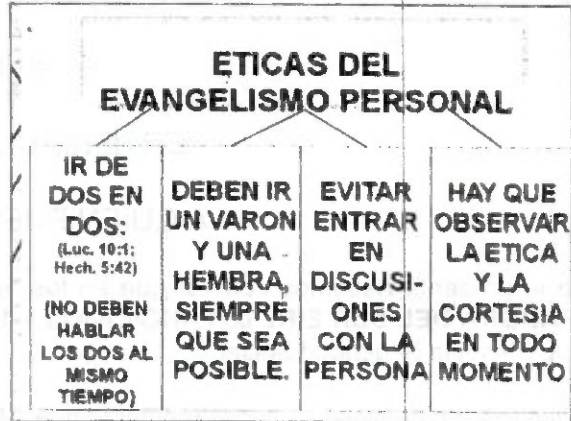 ETICAS DEL
EVANGELISMO PERSONAL
IR DE
DOS EN
DOS:
(Luc. 10:1;
Hech. 5:42)
(NO DEBEN
HABLAR
LOS DOS AL
MISMO
TIEMPO)
DEBEN IR
UN VARON
Y UNA
HEMBRA,
SIEMPRE
QUE SEA
POSIBLE.
EVITAR
ENTRAR
EN
DISCUSI-
ONES
CON LA
PERSONA
HAY QUE
OBSERVAR
LA ETICA
Y LA
CORTESIA
EN TODO
MOMENTO